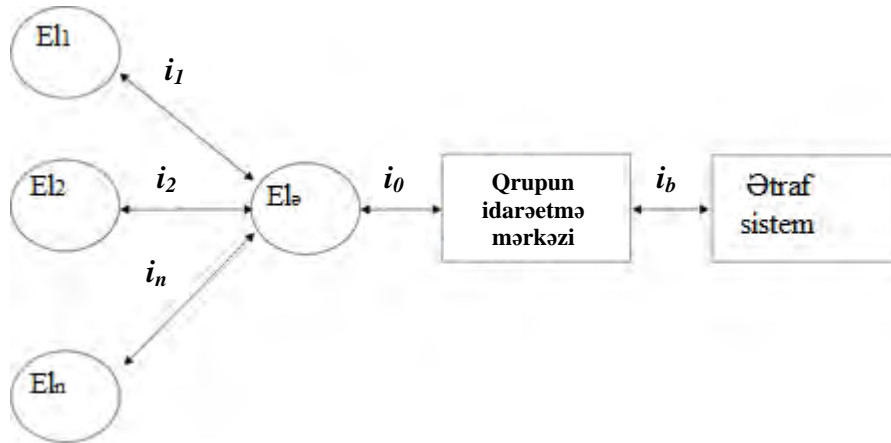 El1
i1
El2
i2
Elə
i0
Qrupun
idarəetmə
mərkəzi
ib
Ətraf
sistem
in
Eln